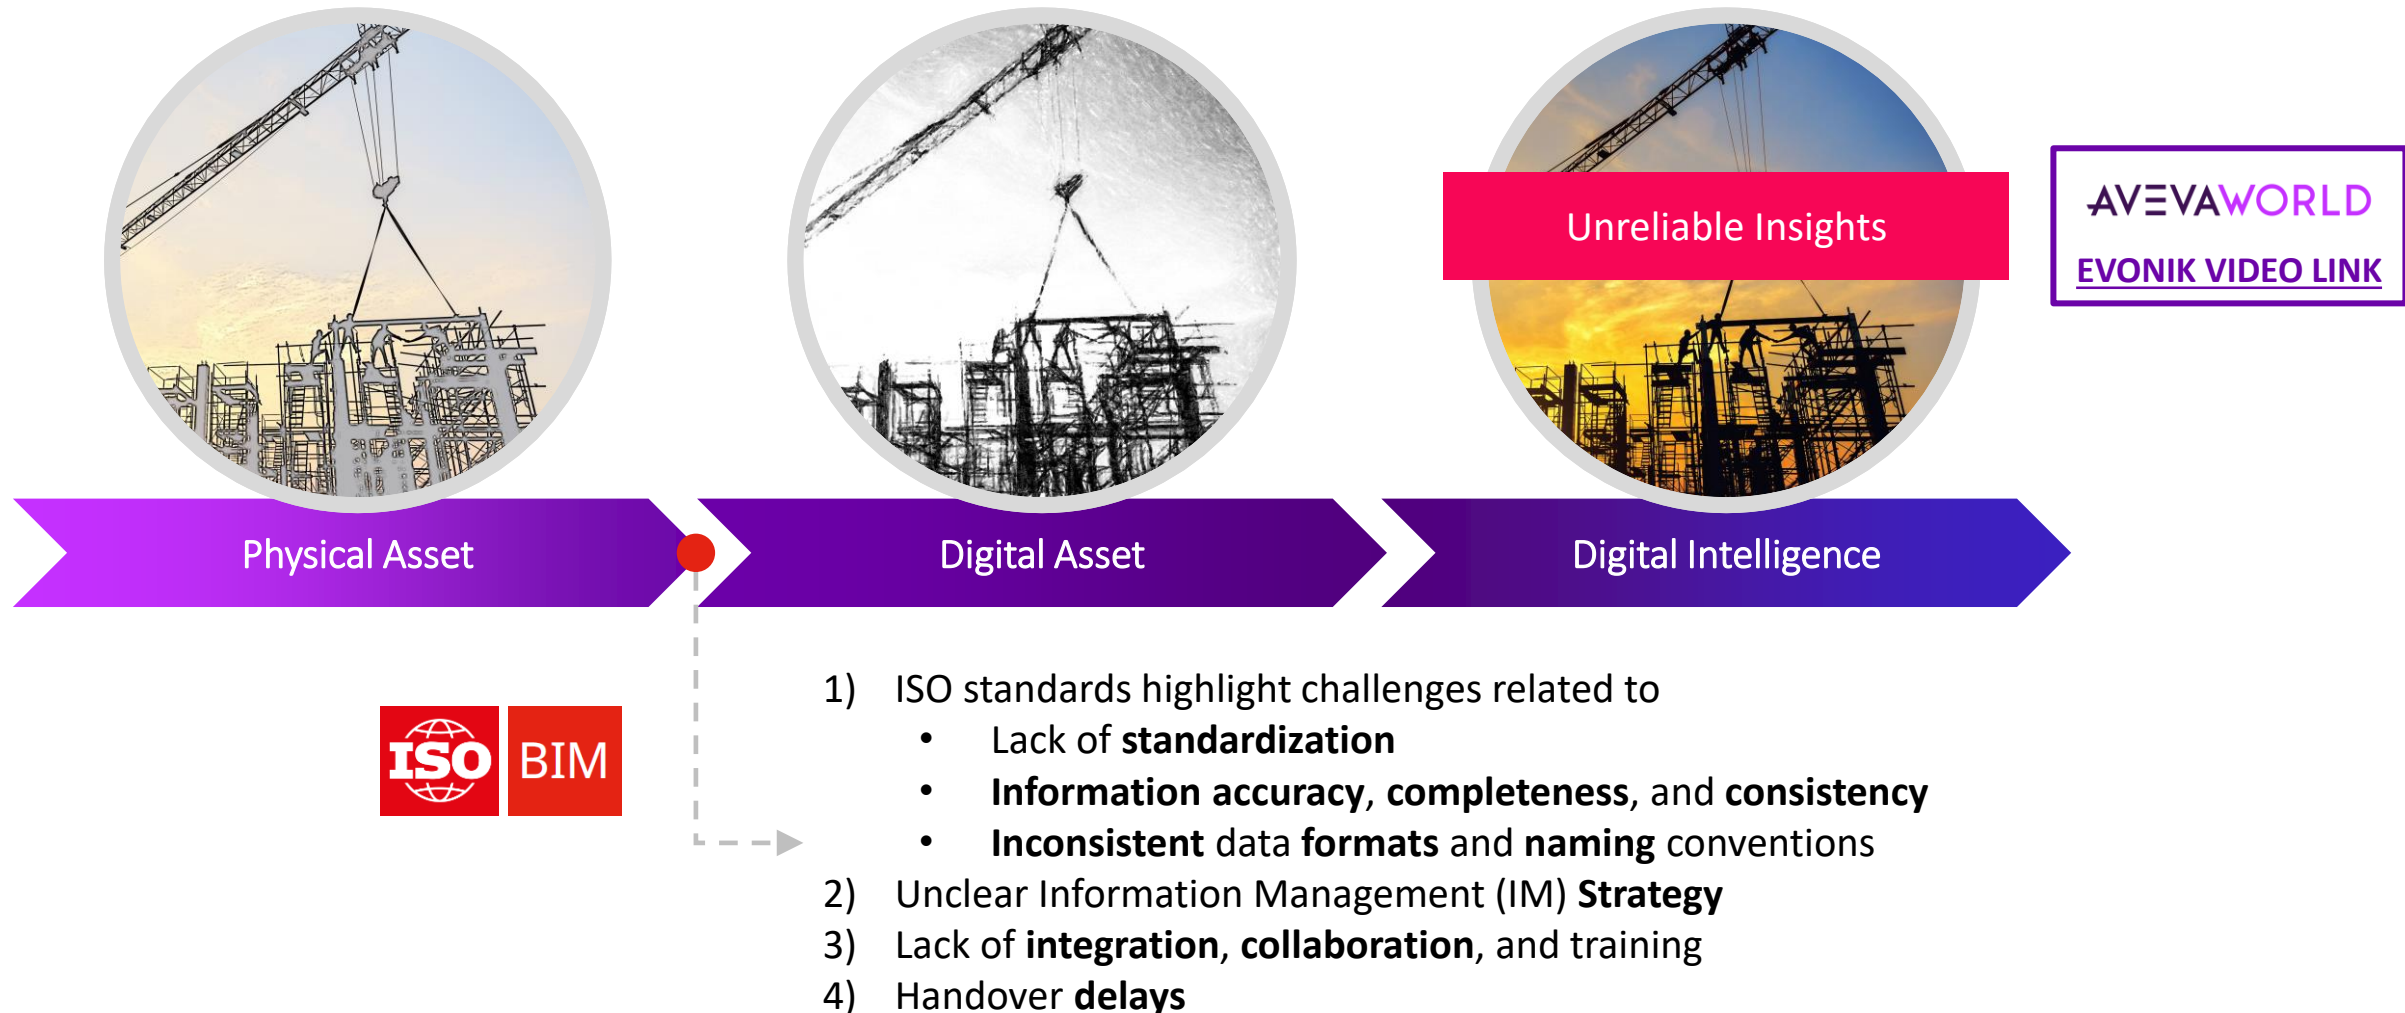 Unreliable Insights
AVEVAWORLD
EVONIK VIDEO LINK
Physical Asset
Digital Asset
Digital Intelligence
ISO
BIM
1) ISO standards highlight challenges related to
• Lack of standardization
• Information accuracy, completeness, and consistency
• Inconsistent data formats and naming conventions
2) Unclear Information Management (IM) Strategy
3) Lack of integration, collaboration, and training
4) Handover delays